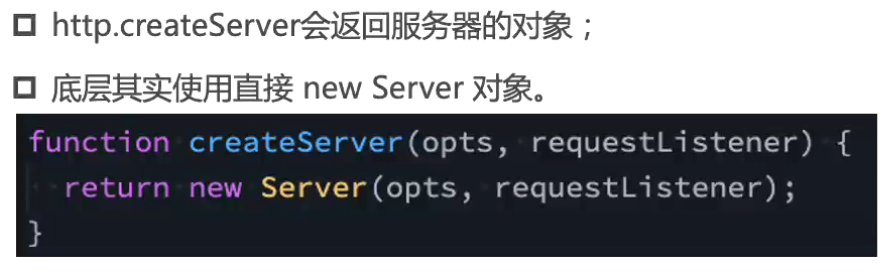 http.createServer会返回服务器的对象；
底层其实使用直接 new Server 对象。
function createServer(opts, requestListener) {
  return new Server(opts, requestListener);
}